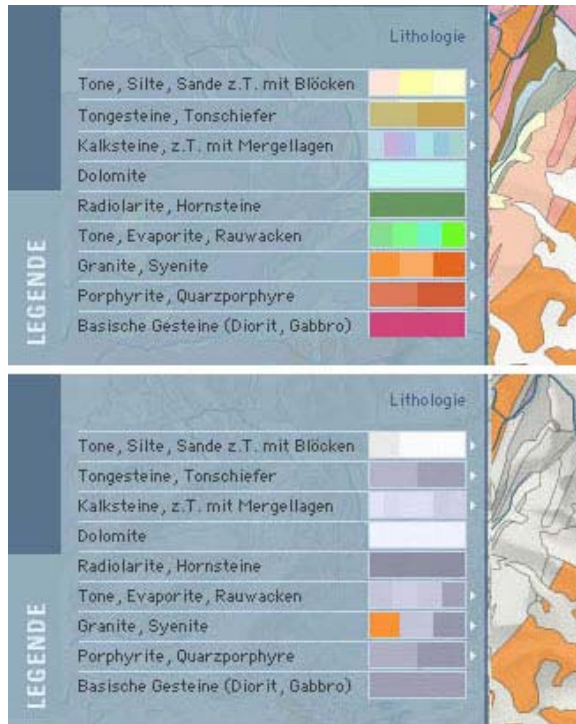 Lithologie
Tone, Silte, Sande z.T. mit Blöcken
Tongesteine, Tonschiefer
Kalksteine, z.T. mit Mergellagen
Dolomite
Radiolarite, Hornsteine
Tone, Evaporite, Rauwacken
Granite, Syenite
Porphyrite, Quarzporphyre
Basische Gesteine (Diorit, Gabbro)
LEGENDE
Lithologie
Tone, Silte, Sande z.T. mit Blöcken
Tongesteine, Tonschiefer
Kalksteine, z.T. mit Mergellagen
Dolomite
Radiolarite, Hornsteine
Tone, Evaporite, Rauwacken
Granite, Syenite
Porphyrite, Quarzporphyre
Basische Gesteine (Diorit, Gabbro)
LEGENDE